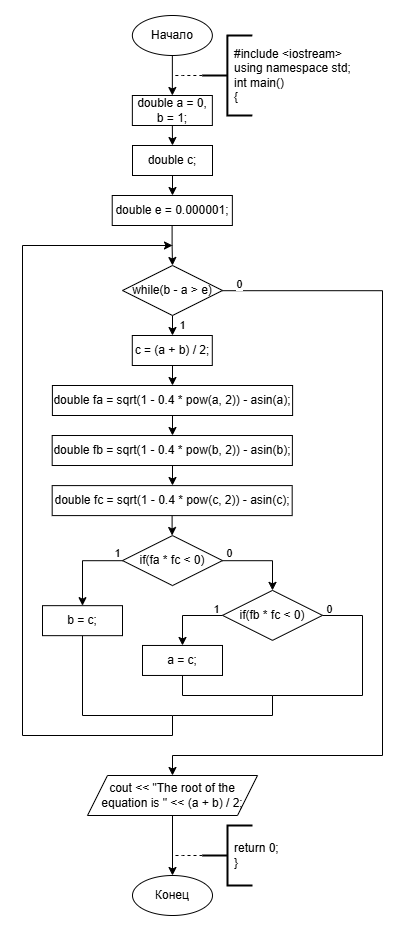 Начало
#include <iostream>
using namespace std;
int main()
{
double a = 0,
b = 1;
double c;
double e = 0.000001;
while(b - a > e)
0
1
c = (a + b) / 2;
double fa = sqrt(1 - 0.4 * pow(a, 2)) - asin(a);
double fb = sqrt(1 - 0.4 * pow(b, 2)) - asin(b);
double fc = sqrt(1 - 0.4 * pow(c, 2)) - asin(c);
1
if(fa * fc < 0)
0
b = c;
1
if(fb * fc < 0)
0
a = c;
cout << "The root of the
equation is " << (a + b) / 2;
return 0;
}
Конец